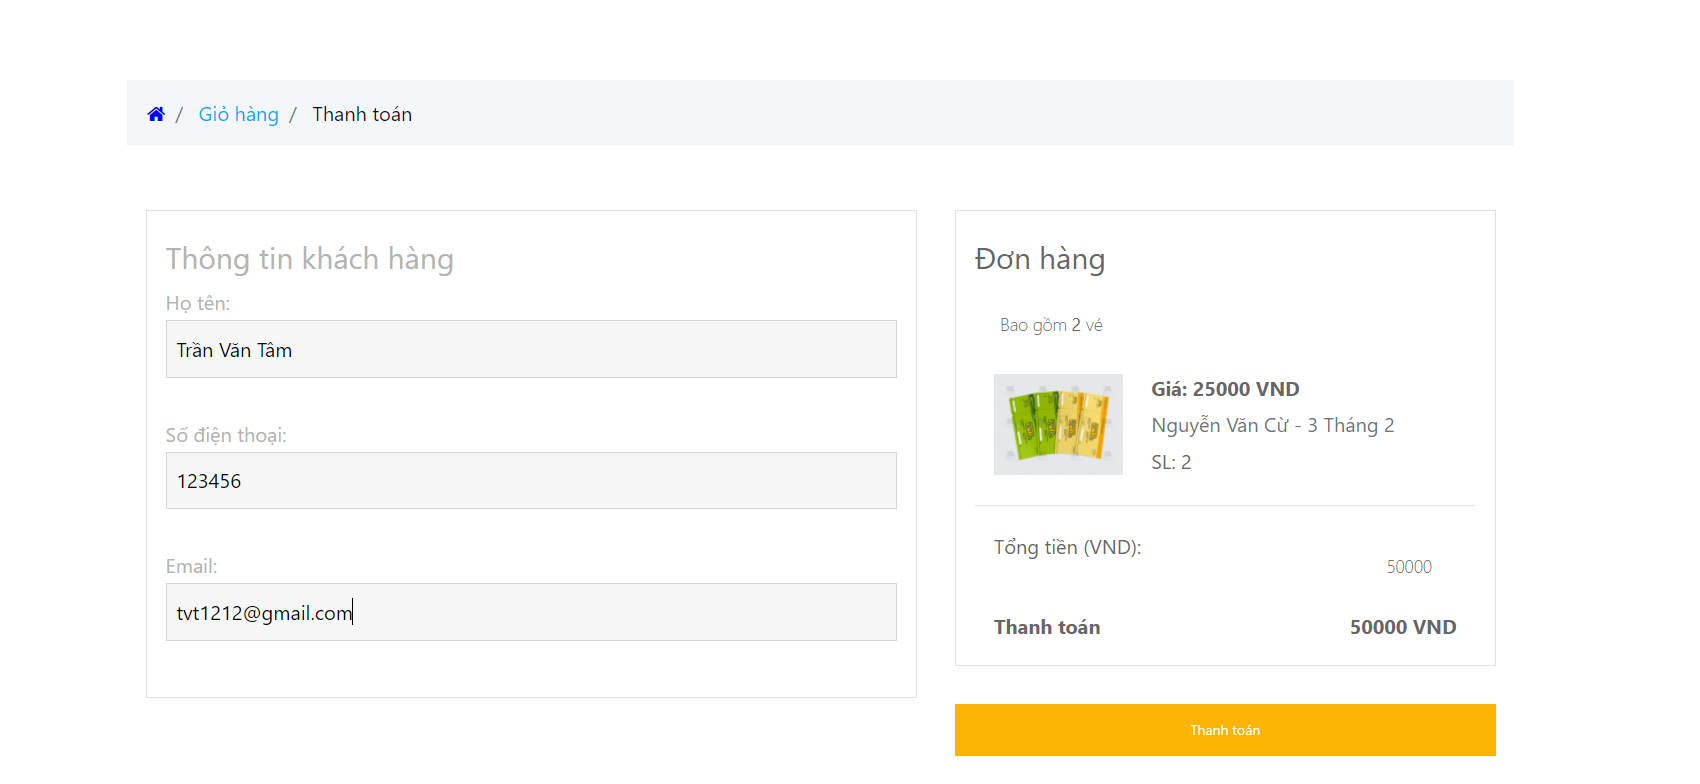 / Giỏ hàng / Thanh toán
Thông tin khách hàng
Họ tên:
Trần Văn Tâm
Số điện thoại:
123456
Email:
tvt1212@gmail.com
Đơn hàng
Bao gồm 2 vé
Giá: 25000 VND
Nguyễn Văn Cừ - 3 Tháng 2
SL: 2
Tổng tiền (VND):
50000
Thanh toán 50000 VND
Thanh toán